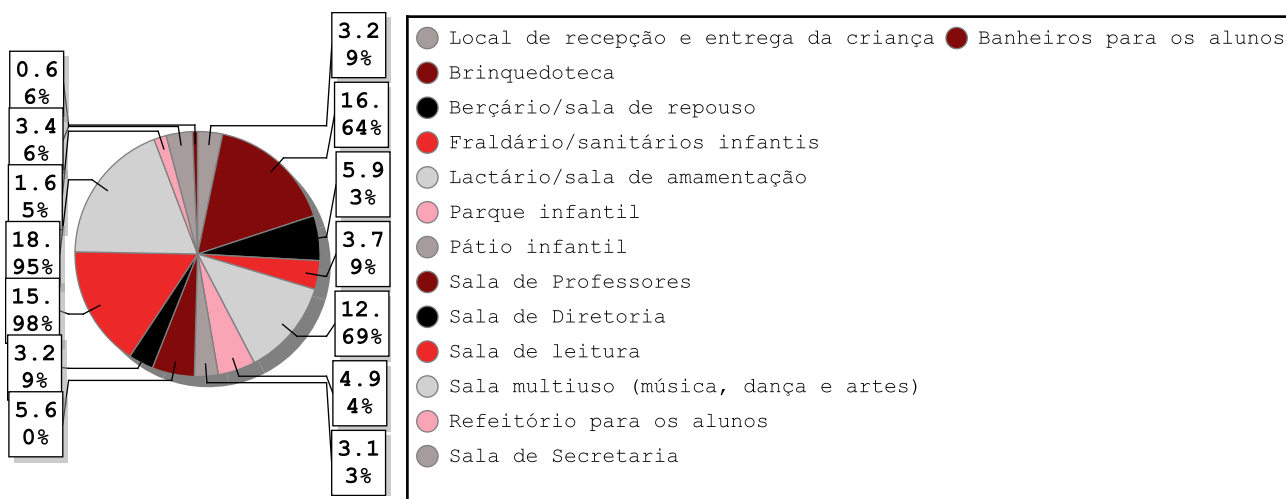 0.6
6%
3.4
6%
1.6
5%
18.
95%
15.
98%
3.2
9%
5.6
0%
3.2
9%
16.
64%
5.9
3%
3.7
9%
12.
69%
4.9
4%
3.1
3%
Local de recepção e entrega da criança Banheiros para os alunos
Brinquedoteca
Berçário/sala de repouso
Fraldário/sanitários infantis
Lactário/sala de amamentação
Parque infantil
Pátio infantil
Sala de Professores
Sala de Diretoria
Sala de leitura
Sala multiuso (música, dança e artes)
Refeitório para os alunos
Sala de Secretaria